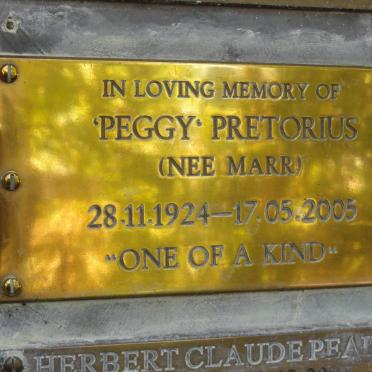 IN LOVING MEMORY OF
'PEGGY' PRETORIUS
(NEE MARR)
28·11·1924—17·05·2005
"ONE OF A KIND"
HERBERT CLAUDE